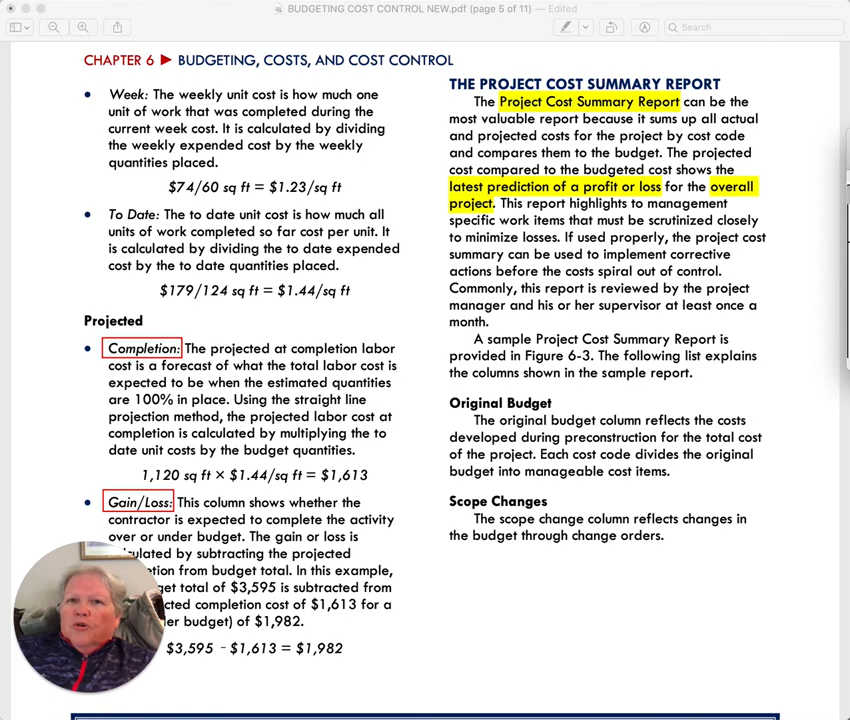 BUDGETING COST CONTROL NEW.pdf (page 5 of 11) — Edited
Search
CHAPTER 6 ▶ BUDGETING, COSTS, AND COST CONTROL
• Week: The weekly unit cost is how much one
unit of work that was completed during the
current week cost. It is calculated by dividing
the weekly expended cost by the weekly
quantities placed.
$74/60 sq ft = $1.23/sq ft
• To Date: The to date unit cost is how much all
units of work completed so far cost per unit. It
is calculated by dividing the to date expended
cost by the to date quantities placed.
$179/124 sq ft = $1.44/sq ft
Projected
• Completion: The projected at completion labor
cost is a forecast of what the total labor cost is
expected to be when the estimated quantities
are 100% in place. Using the straight line
projection method, the projected labor cost at
completion is calculated by multiplying the to
date unit costs by the budget quantities.
1,120 sq ft × $1.44/sq ft = $1,613
• Gain/Loss: This column shows whether the
contractor is expected to complete the activity
over or under budget. The gain or loss is
by subtracting the projected
from budget total. In this example,
total of $3,595 is subtracted from
completion cost of $1,613 for a
budget) of $1,982.
$3,595 - $1,613 = $1,982
THE PROJECT COST SUMMARY REPORT
The Project Cost Summary Report can be the
most valuable report because it sums up all actual
and projected costs for the project by cost code
and compares them to the budget. The projected
cost compared to the budgeted cost shows the
latest prediction of a profit or loss for the overall
project. This report highlights to management
specific work items that must be scrutinized closely
to minimize losses. If used properly, the project cost
summary can be used to implement corrective
actions before the costs spiral out of control.
Commonly, this report is reviewed by the project
manager and his or her supervisor at least once a
month.
A sample Project Cost Summary Report is
provided in Figure 6-3. The following list explains
the columns shown in the sample report.
Original Budget
The original budget column reflects the costs
developed during preconstruction for the total cost
of the project. Each cost code divides the original
budget into manageable cost items.
Scope Changes
The scope change column reflects changes in
the budget through change orders.